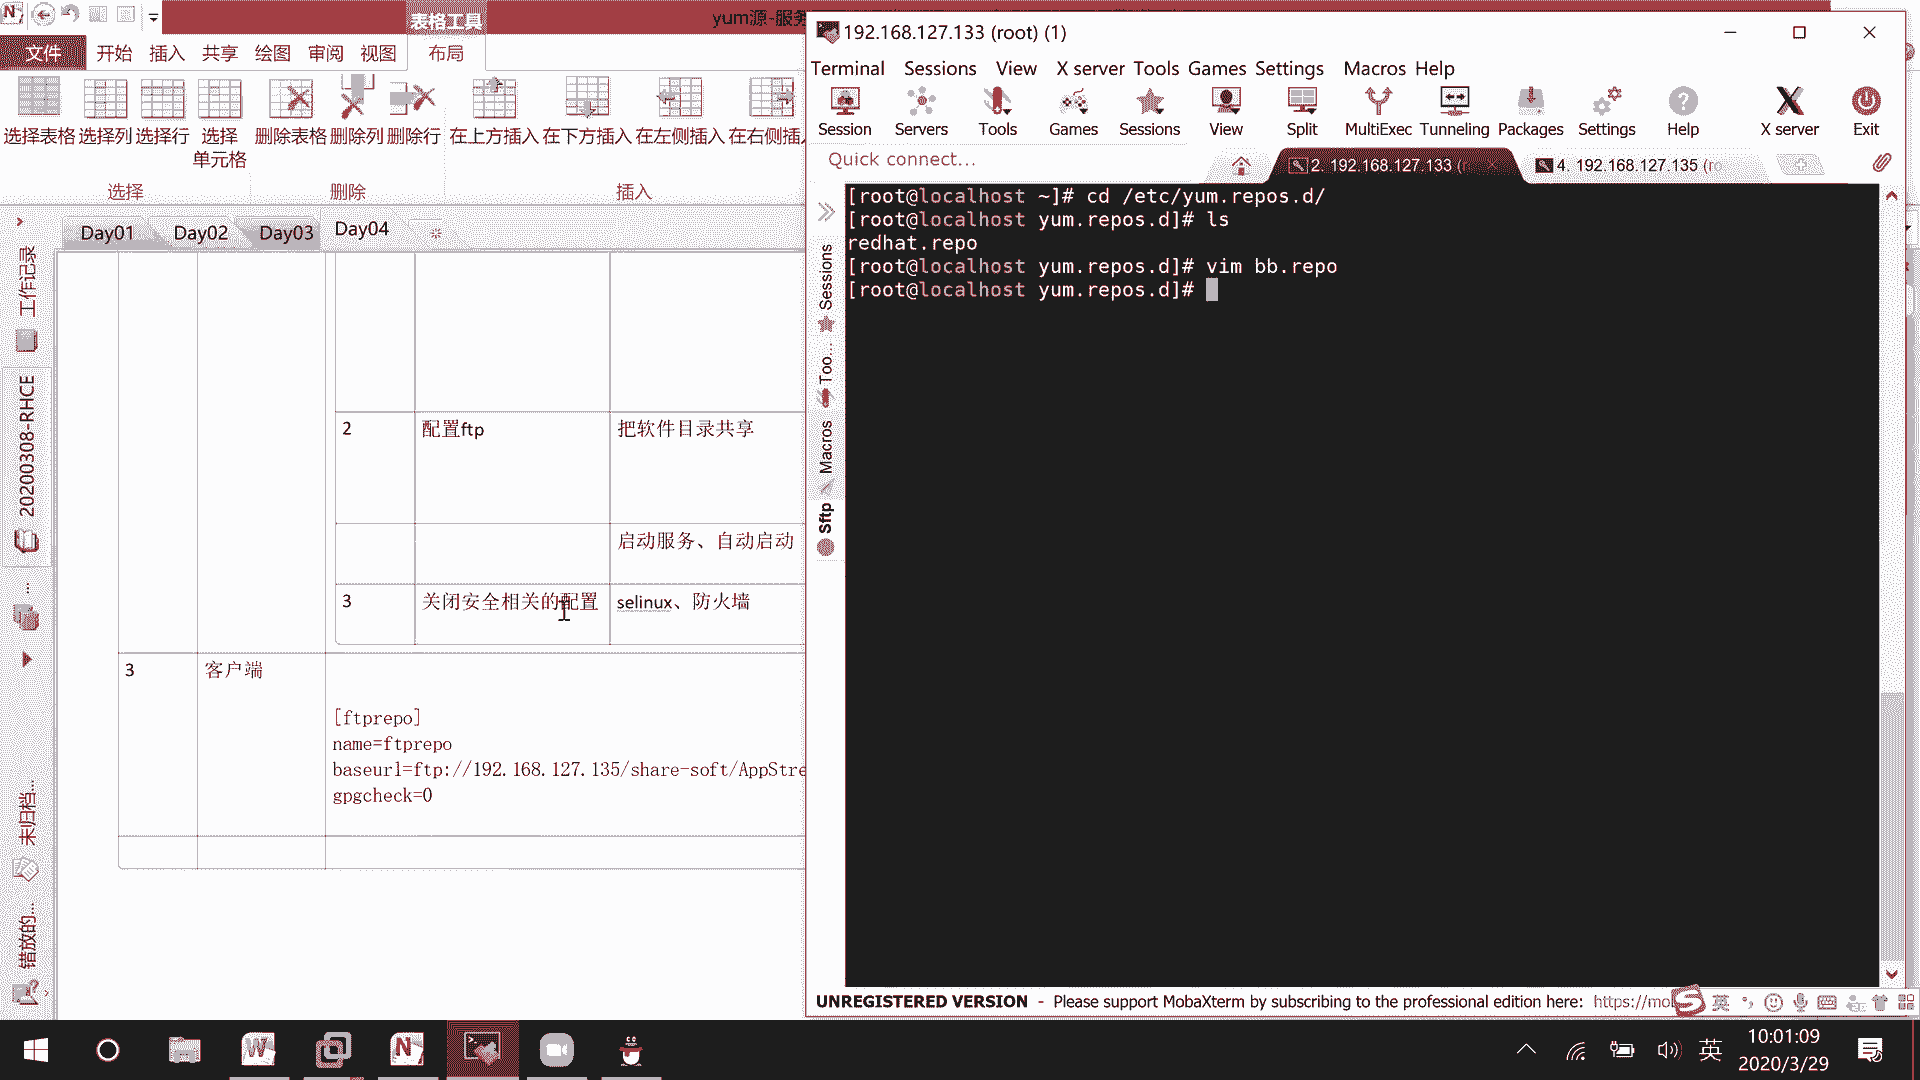 表格工具
yum源-服务
文件 开始 插入 共享 绘图 审阅 视图 布局
选择表格 选择列 选择行 选择单元格 删除表格 删除列 删除行 在上方插入 在下方插入 在左侧插入 在右侧插入
选择 删除 插入
Day01 Day02 Day03 Day04
工作记录
20200308-RHCE
...
未归档...
错放的...
2 配置ftp 把软件目录共享
启动服务、自动启动
3 关闭安全相关的配置 selinux、防火墙
3 客户端
[ftprepo]
name=ftprepo
baseurl=ftp://192.168.127.135/share-soft/AppStre
gpgcheck=0
192.168.127.133 (root) (1)
Terminal Sessions View X server Tools Games Settings Macros Help
Session Servers Tools Games Sessions View Split MultiExec Tunneling Packages Settings Help X server Exit
Quick connect...
2. 192.168.127.133 (r
4. 192.168.127.135 (ro
Sessions
Too...
Macros
Sftp
[root@localhost ~]# cd /etc/yum.repos.d/
[root@localhost yum.repos.d]# ls
redhat.repo
[root@localhost yum.repos.d]# vim bb.repo
[root@localhost yum.repos.d]#
UNREGISTERED VERSION - Please support MobaXterm by subscribing to the professional edition here: https://mo
英
英
10:01:09
2020/3/29